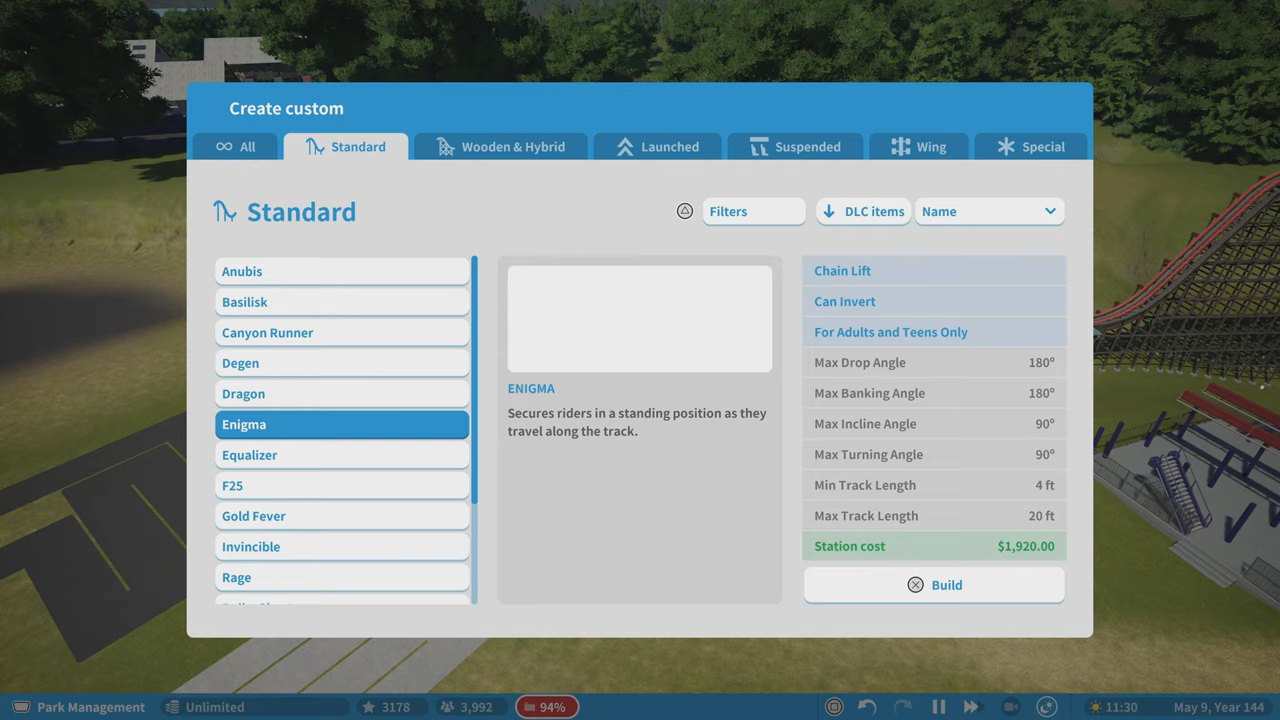 Create custom
All
Standard
Wooden & Hybrid
Launched
Suspended
Wing
Special
Standard
Filters
DLC items
Name
Anubis
Basilisk
Canyon Runner
Degen
Dragon
Enigma
Equalizer
F25
Gold Fever
Invincible
Rage
ENIGMA
Secures riders in a standing position as they
travel along the track.
Chain Lift
Can Invert
For Adults and Teens Only
Max Drop Angle 180º
Max Banking Angle 180º
Max Incline Angle 90º
Max Turning Angle 90º
Min Track Length 4 ft
Max Track Length 20 ft
Station cost $1,920.00
Build
Park Management
Unlimited
3178
3,992
94%
11:30
May 9, Year 144